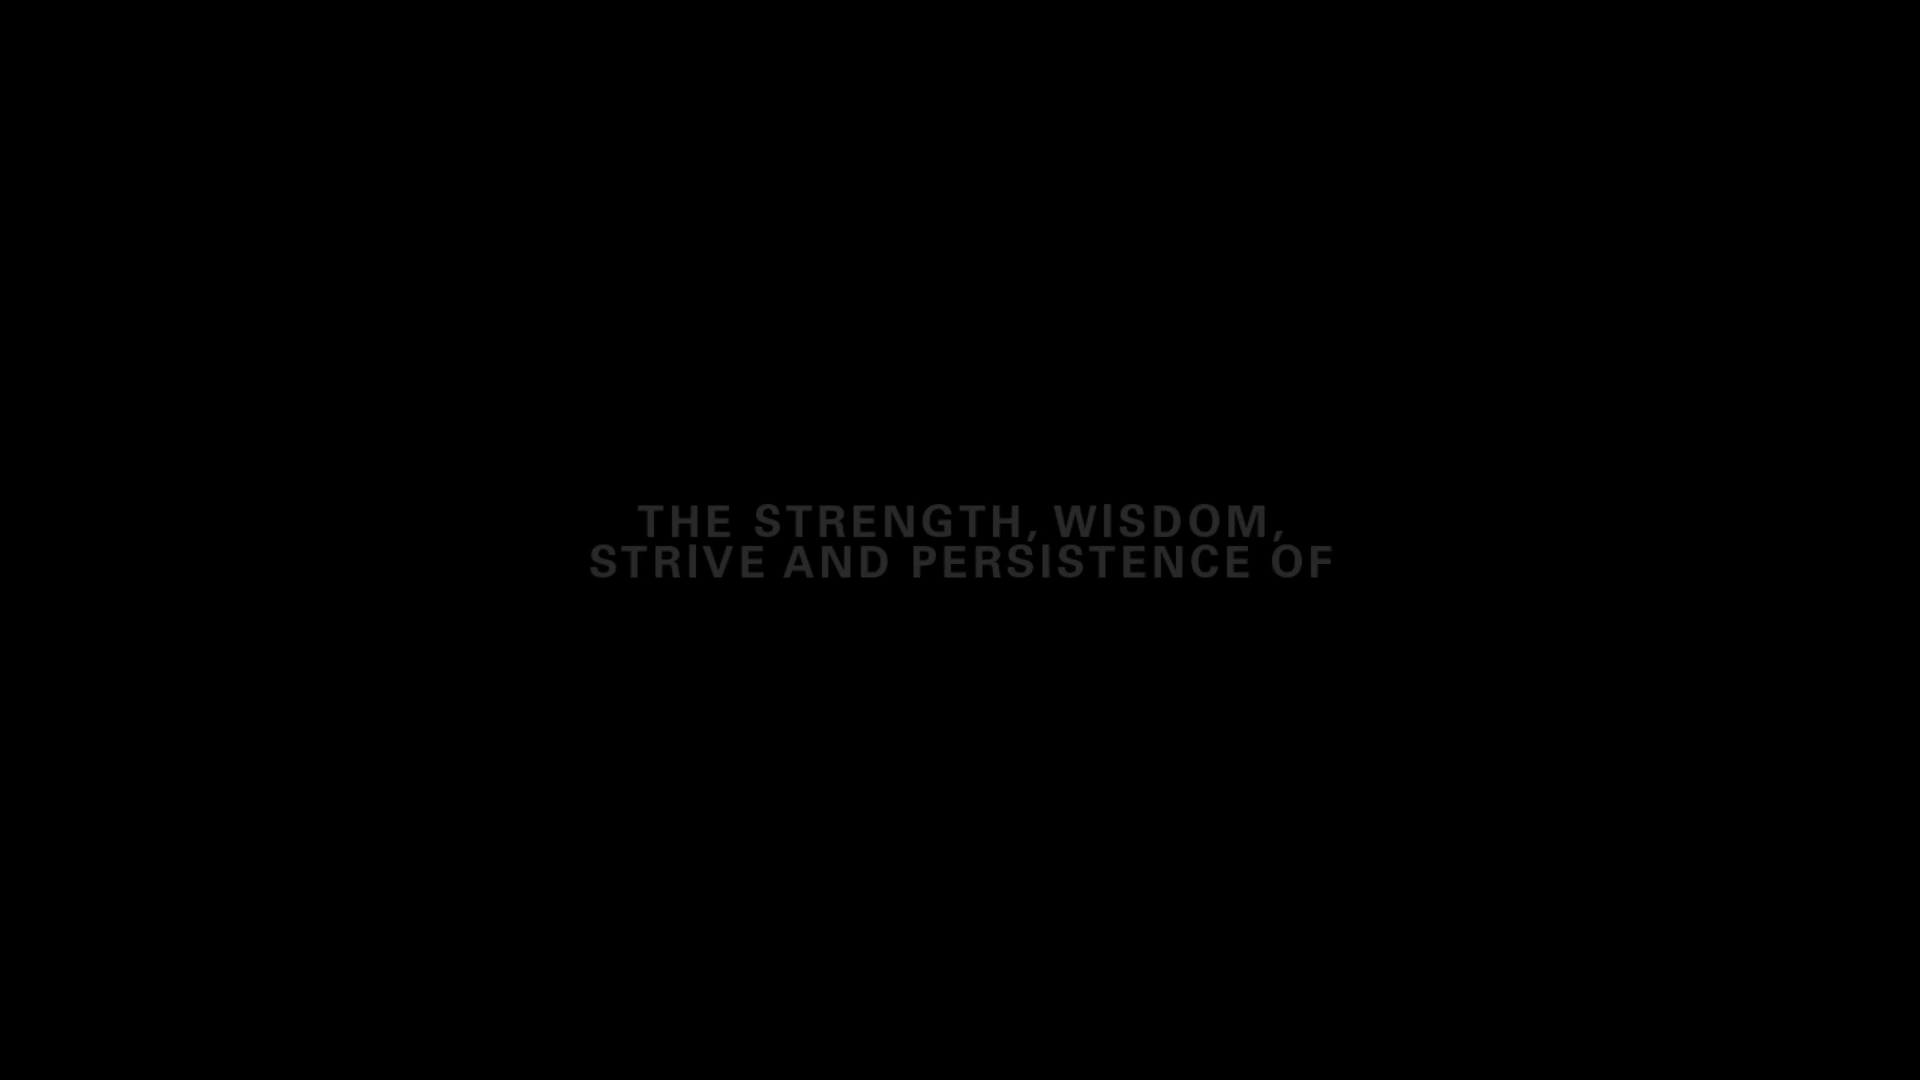 THE STRENGTH, WISDOM,
STRIVE AND PERSISTENCE OF